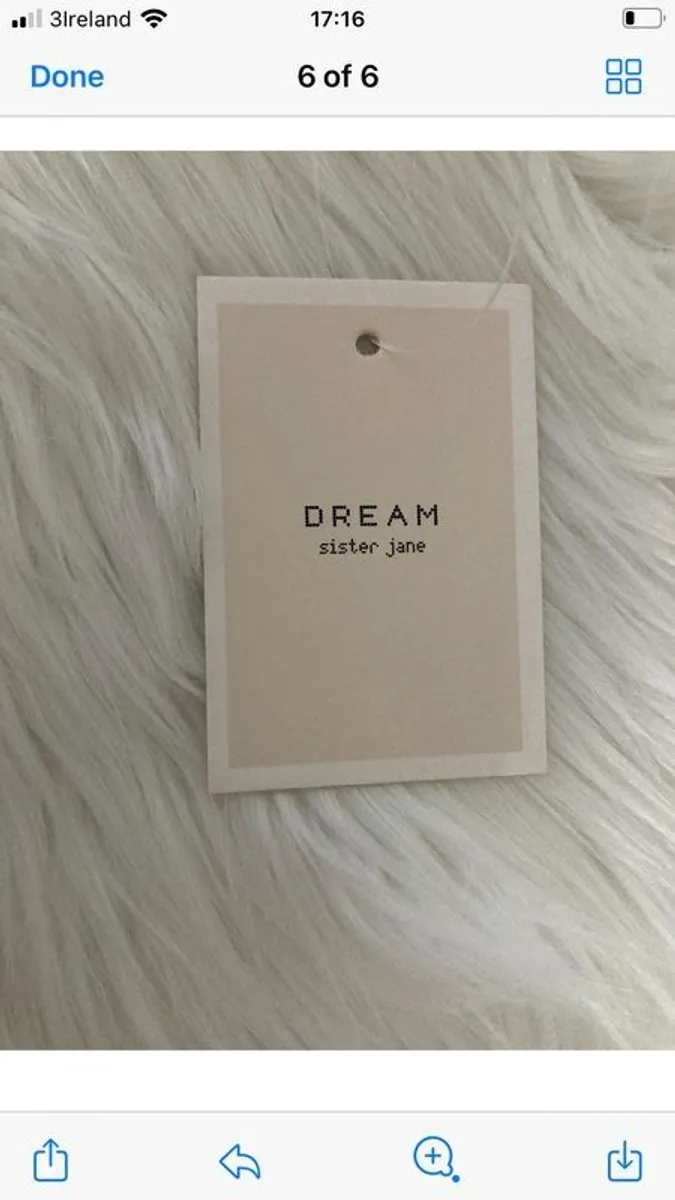 3Ireland
17:16
Done
6 of 6
DREAM
sister jane